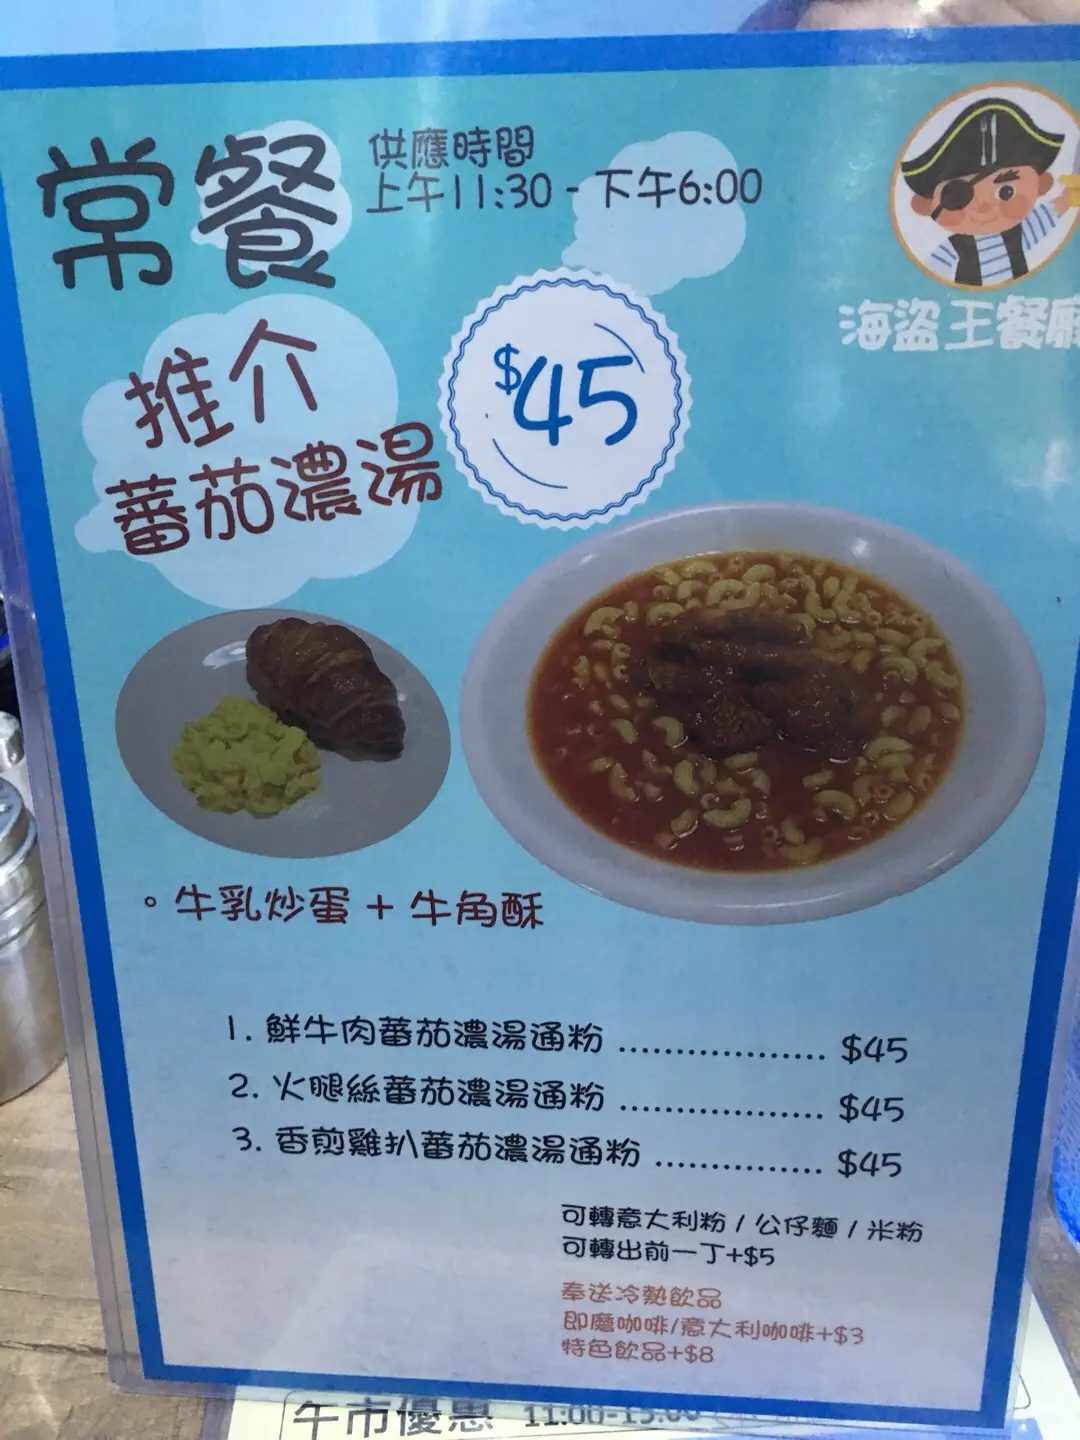 常餐
供應時間
上午11:30 - 下午6:00
海盜王餐廳
推介
蕃茄濃湯
$45
。牛乳炒蛋 + 牛角酥
1. 鮮牛肉蕃茄濃湯通粉 .................. $45
2. 火腿絲蕃茄濃湯通粉 .................. $45
3. 香煎雞扒蕃茄濃湯通粉 ............... $45
可轉意大利粉 / 公仔麵 / 米粉
可轉出前一丁+$5
奉送冷熱飲品
即磨咖啡/意大利咖啡+$3
特色飲品+$8
午市優惠 11:00-15:00